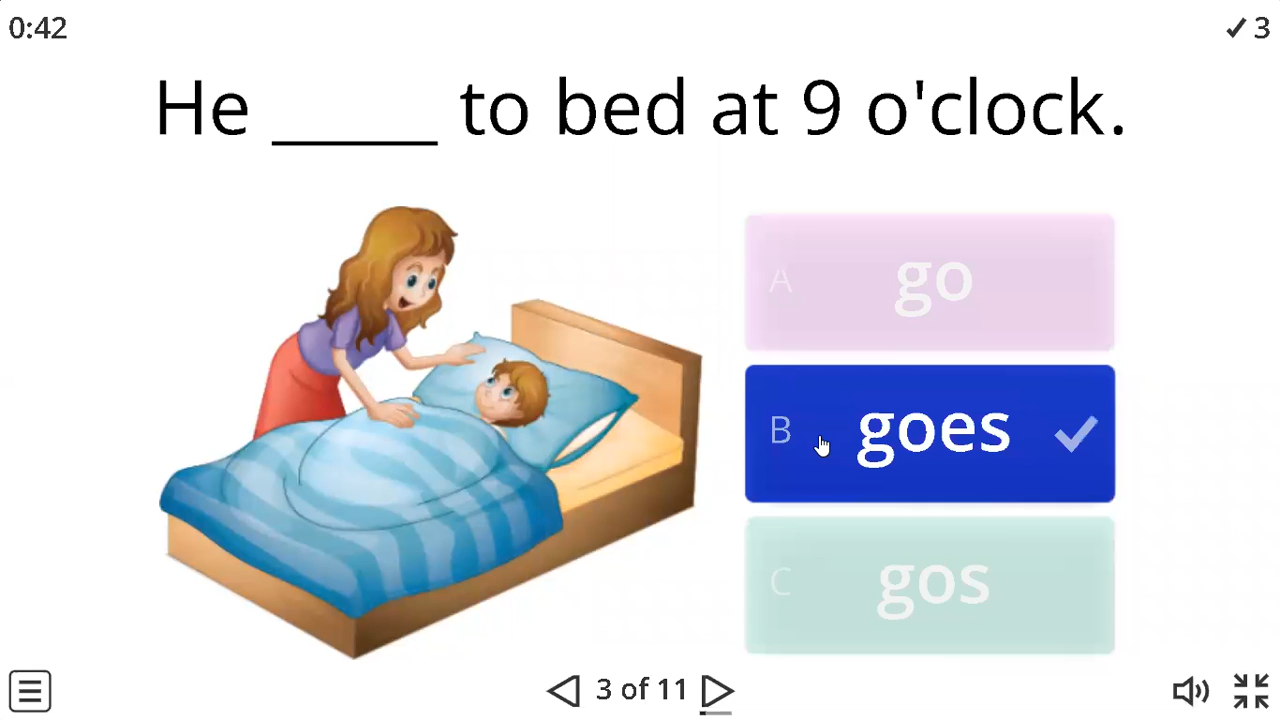 0:42
✓ 3
He _____ to bed at 9 o'clock.
A go
B goes ✓
C gos
3 of 11